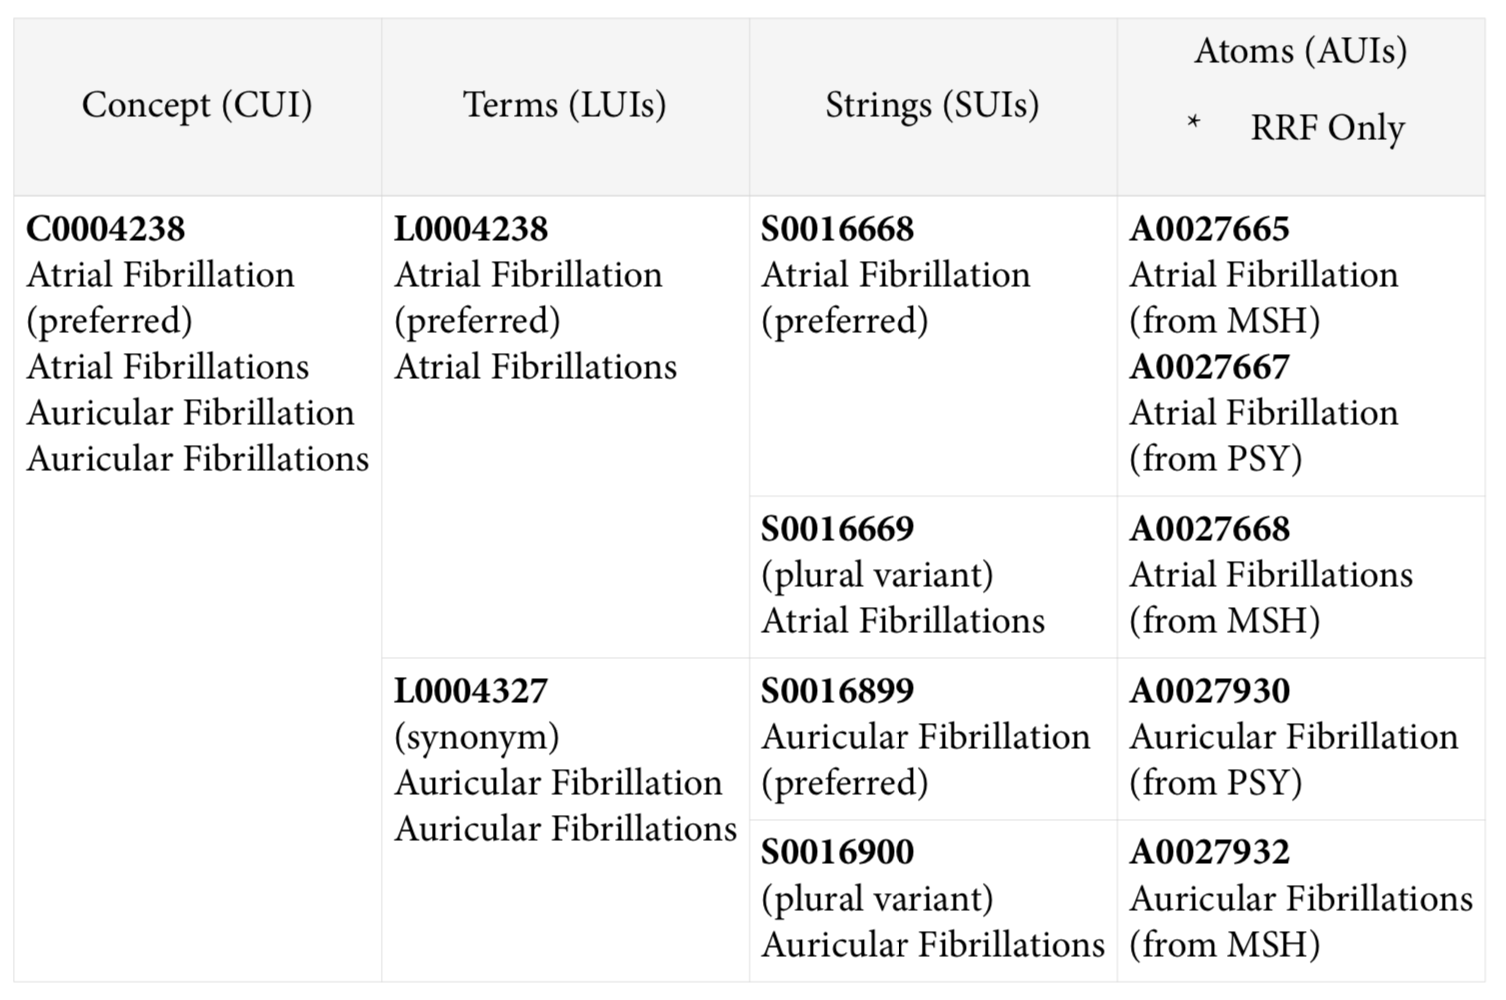 Concept (CUI)
Terms (LUIs)
Strings (SUIs)
Atoms (AUIs)
* RRF Only
C0004238
Atrial Fibrillation
(preferred)
Atrial Fibrillations
Auricular Fibrillation
Auricular Fibrillations
L0004238
Atrial Fibrillation
(preferred)
Atrial Fibrillations
S0016668
Atrial Fibrillation
(preferred)
A0027665
Atrial Fibrillation
(from MSH)
A0027667
Atrial Fibrillation
(from PSY)
S0016669
(plural variant)
Atrial Fibrillations
A0027668
Atrial Fibrillations
(from MSH)
L0004327
(synonym)
Auricular Fibrillation
Auricular Fibrillations
S0016899
Auricular Fibrillation
(preferred)
A0027930
Auricular Fibrillation
(from PSY)
S0016900
(plural variant)
Auricular Fibrillations
A0027932
Auricular Fibrillations
(from MSH)